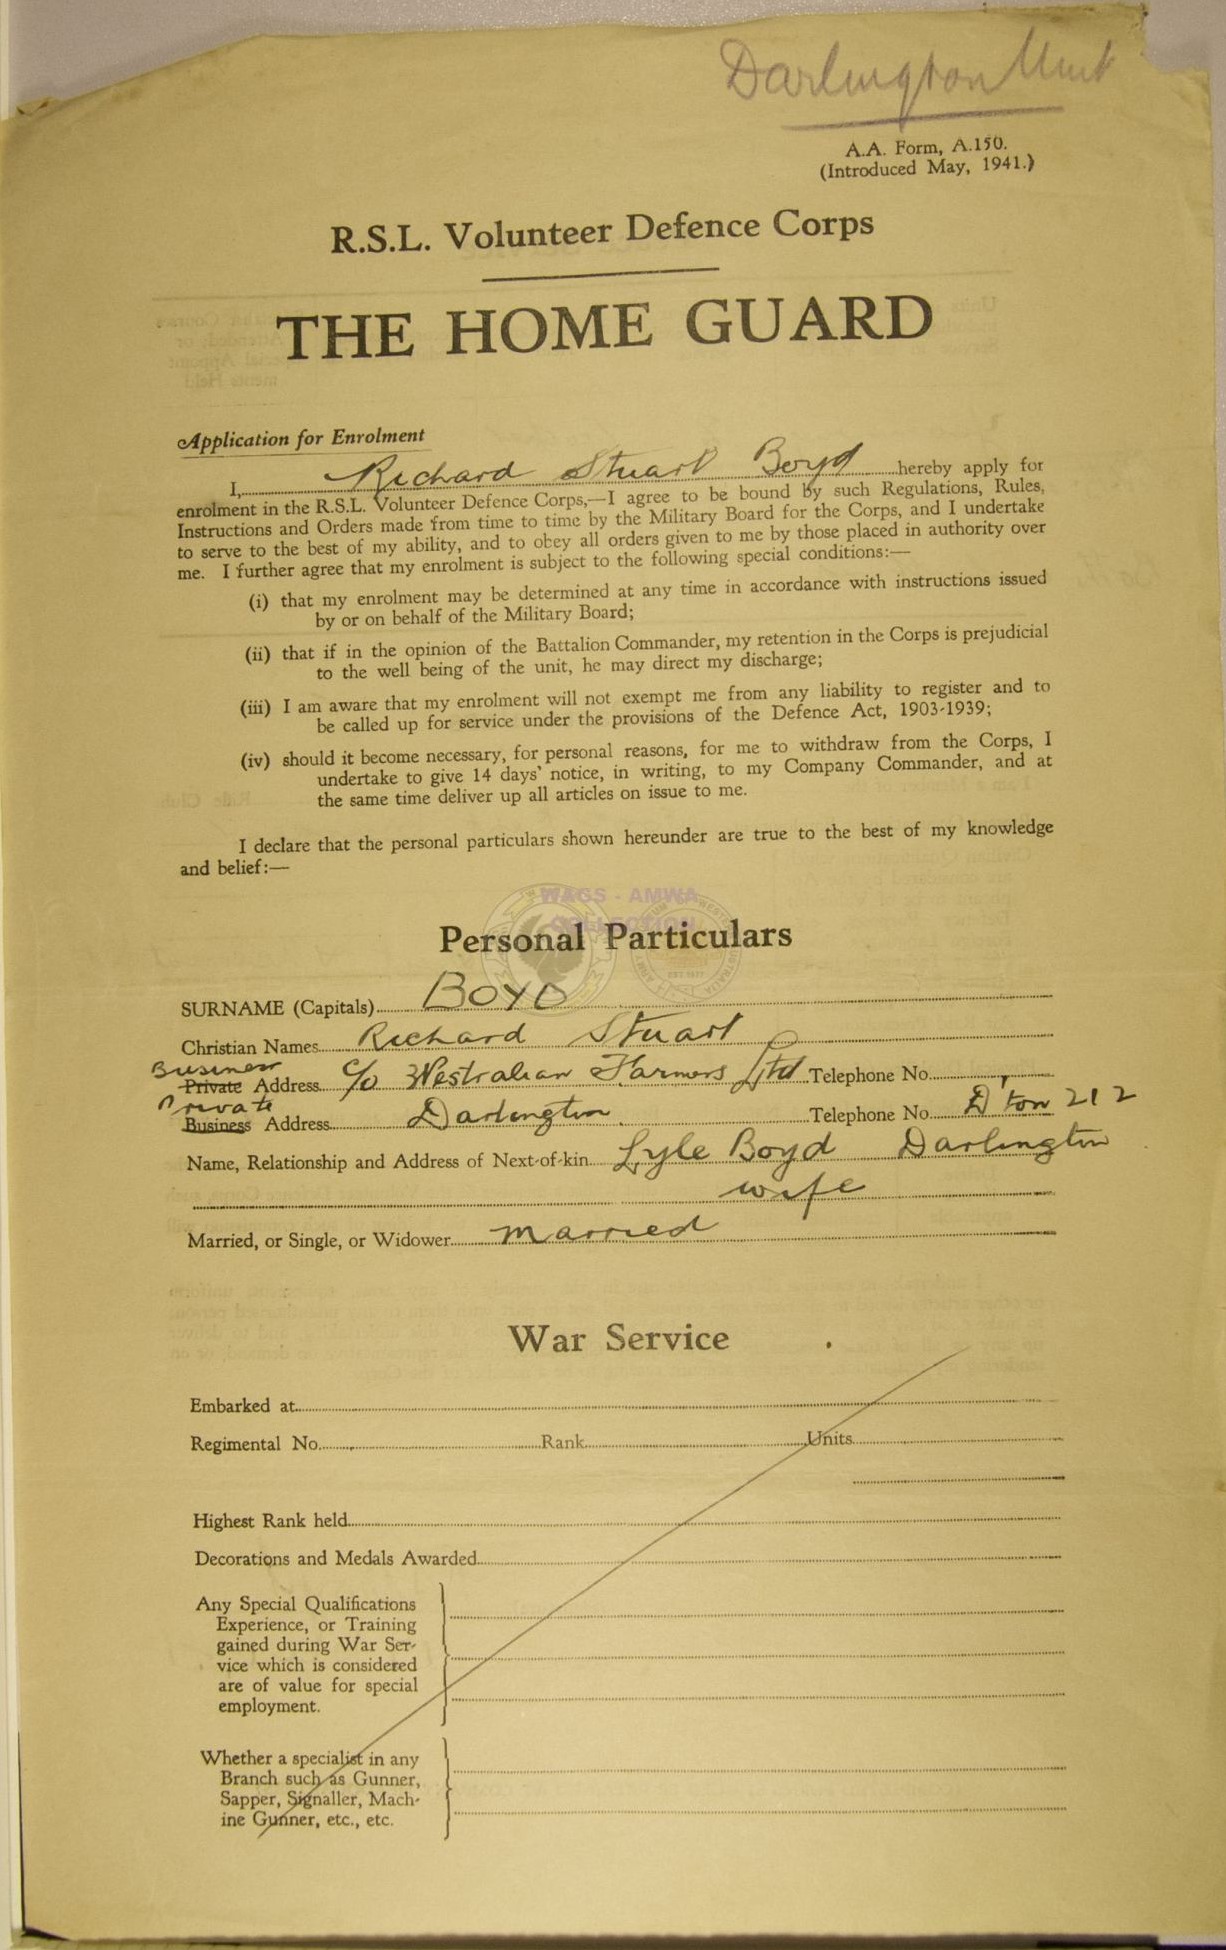 Darlington Unit
A.A. Form, A.150.
(Introduced May, 1941.)
R.S.L. Volunteer Defence Corps
THE HOME GUARD
Application for Enrolment
I, Richard Stuart Boyd hereby apply for
enrolment in the R.S.L. Volunteer Defence Corps,—I agree to be bound by such Regulations, Rules,
Instructions and Orders made from time to time by the Military Board for the Corps, and I undertake
to serve to the best of my ability, and to obey all orders given to me by those placed in authority over
me. I further agree that my enrolment is subject to the following special conditions:—
(i) that my enrolment may be determined at any time in accordance with instructions issued
by or on behalf of the Military Board;
(ii) that if in the opinion of the Battalion Commander, my retention in the Corps is prejudicial
to the well being of the unit, he may direct my discharge;
(iii) I am aware that my enrolment will not exempt me from any liability to register and to
be called up for service under the provisions of the Defence Act, 1903-1939;
(iv) should it become necessary, for personal reasons, for me to withdraw from the Corps, I
undertake to give 14 days' notice, in writing, to my Company Commander, and at
the same time deliver up all articles on issue to me.
I declare that the personal particulars shown hereunder are true to the best of my knowledge
and belief:—
WAGS - AMWA
COLLECTION
Personal Particulars
SURNAME (Capitals) BOYD
Christian Names Richard Stuart
Business
Private Address c/o Westralian Farmers Ltd Telephone No.
Private
Business Address Darlington Telephone No. D'ton 212
Name, Relationship and Address of Next-of-kin Lyle Boyd Darlington
wife
Married, or Single, or Widower married
War Service
Embarked at
Regimental No. Rank Units
Highest Rank held
Decorations and Medals Awarded
Any Special Qualifications
Experience, or Training
gained during War Ser-
vice which is considered
are of value for special
employment.
Whether a specialist in any
Branch such as Gunner,
Sapper, Signaller, Mach-
ine Gunner, etc., etc.